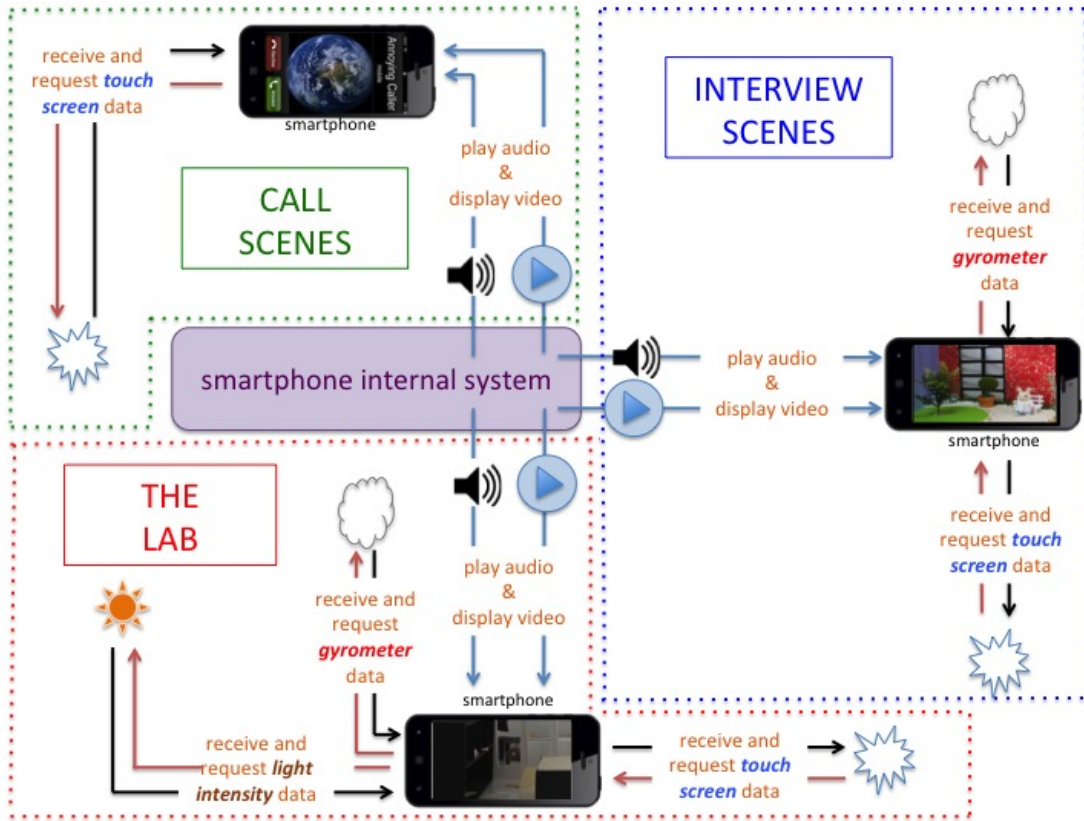 receive and
request touch
screen data
Annoying Caller
mobile
smartphone
CALL
SCENES
play audio
&
display video
INTERVIEW
SCENES
receive and
request
gyrometer
data
smartphone internal system
play audio
&
display video
smartphone
receive and
request touch
screen data
THE
LAB
receive and
request
gyrometer
data
play audio
&
display video
smartphone
receive and
request light
intensity data
receive and
request touch
screen data